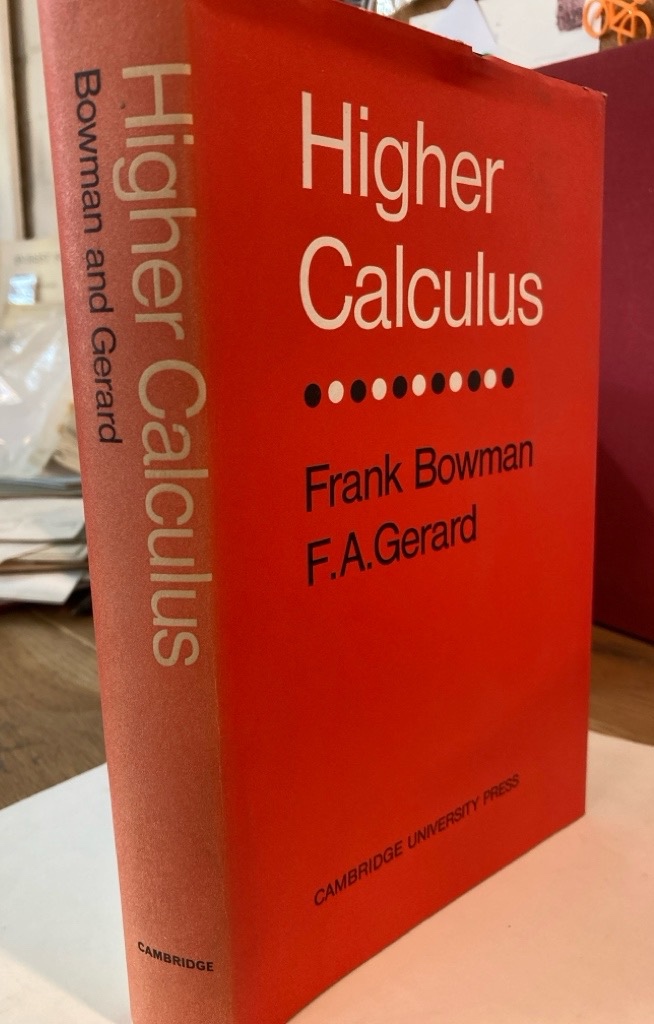 Higher Calculus
Bowman and Gerard
CAMBRIDGE
Higher
Calculus
Frank Bowman
F.A.Gerard
CAMBRIDGE UNIVERSITY PRESS